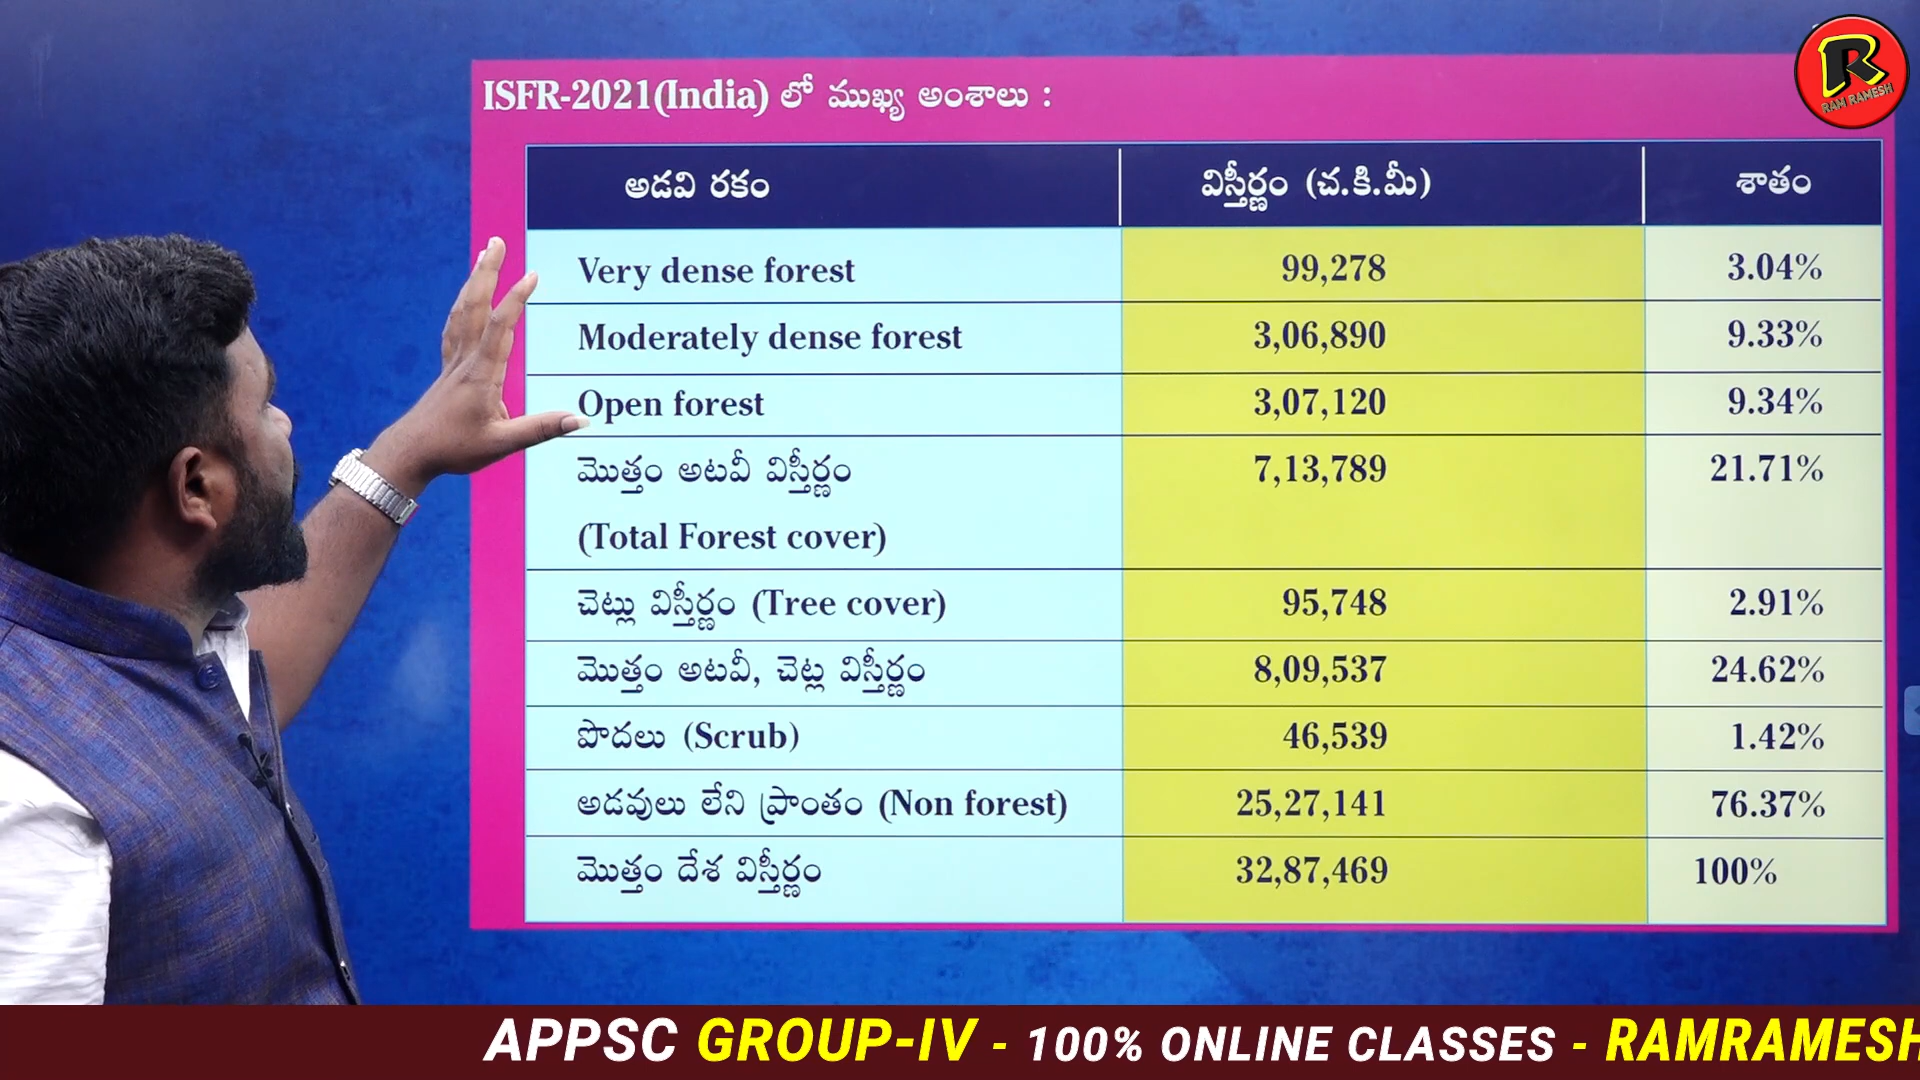 R
RAM RAMESH
ISFR-2021(India) లో ముఖ్య అంశాలు :
అడవి రకం విస్తీర్ణం (చ.కి.మీ) శాతం
Very dense forest 99,278 3.04%
Moderately dense forest 3,06,890 9.33%
Open forest 3,07,120 9.34%
మొత్తం అటవీ విస్తీర్ణం 7,13,789 21.71%
(Total Forest cover)
చెట్లు విస్తీర్ణం (Tree cover) 95,748 2.91%
మొత్తం అటవీ, చెట్ల విస్తీర్ణం 8,09,537 24.62%
పొదలు (Scrub) 46,539 1.42%
అడవులు లేని ప్రాంతం (Non forest) 25,27,141 76.37%
మొత్తం దేశ విస్తీర్ణం 32,87,469 100%
APPSC GROUP-IV - 100% ONLINE CLASSES - RAMRAMESH